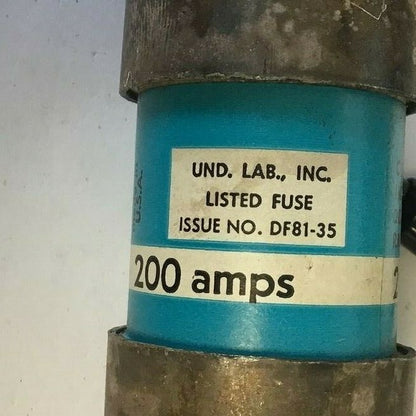 UND. LAB., INC.
LISTED FUSE
ISSUE NO. DF81-35
200 amps
U.S.A.